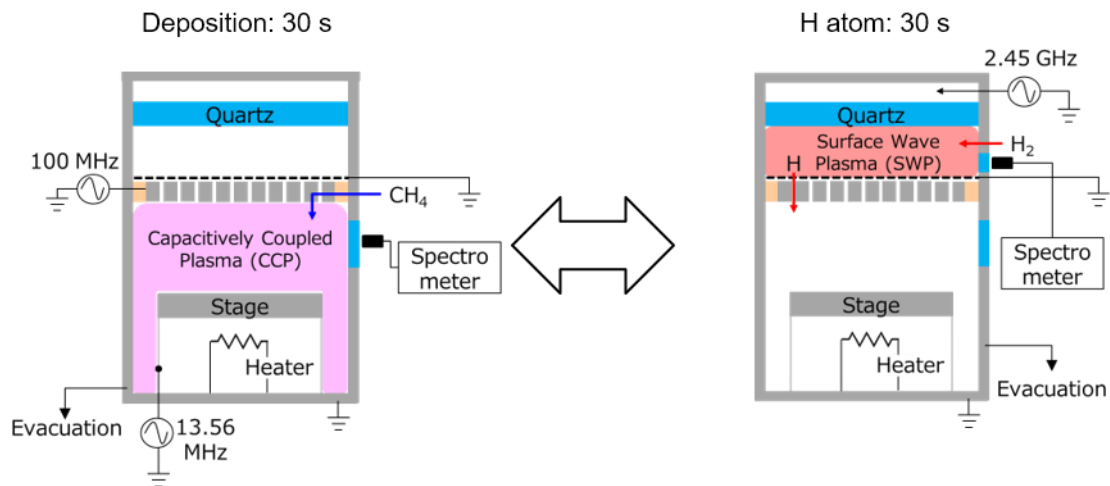 Deposition: 30 s
H atom: 30 s
Quartz
100 MHz
CH4
Capacitively Coupled
Plasma (CCP)
Spectro
meter
Stage
Heater
Evacuation
13.56
MHz
2.45 GHz
Quartz
Surface Wave
Plasma (SWP)
H2
H
Spectro
meter
Stage
Heater
Evacuation